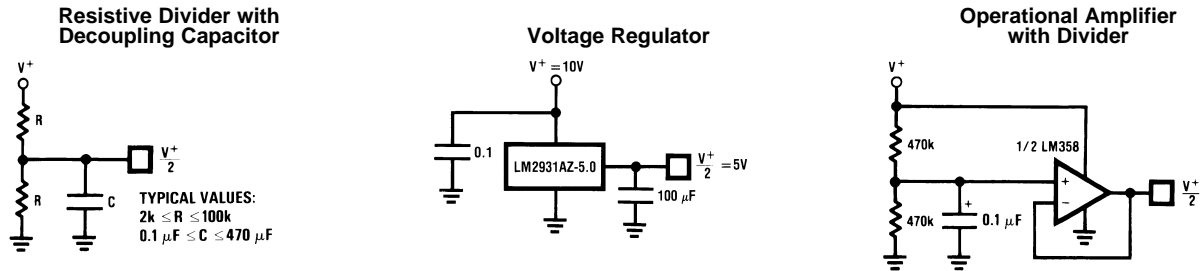 Resistive Divider with
Decoupling Capacitor
V+
R
R
C
V+/2
TYPICAL VALUES:
2k ≤ R ≤ 100k
0.1 μF ≤ C ≤ 470 μF
Voltage Regulator
V+ = 10V
0.1
LM2931AZ-5.0
V+/2 = 5V
100 μF
Operational Amplifier
with Divider
V+
470k
1/2 LM358
+
−
470k
+
0.1 μF
V+/2